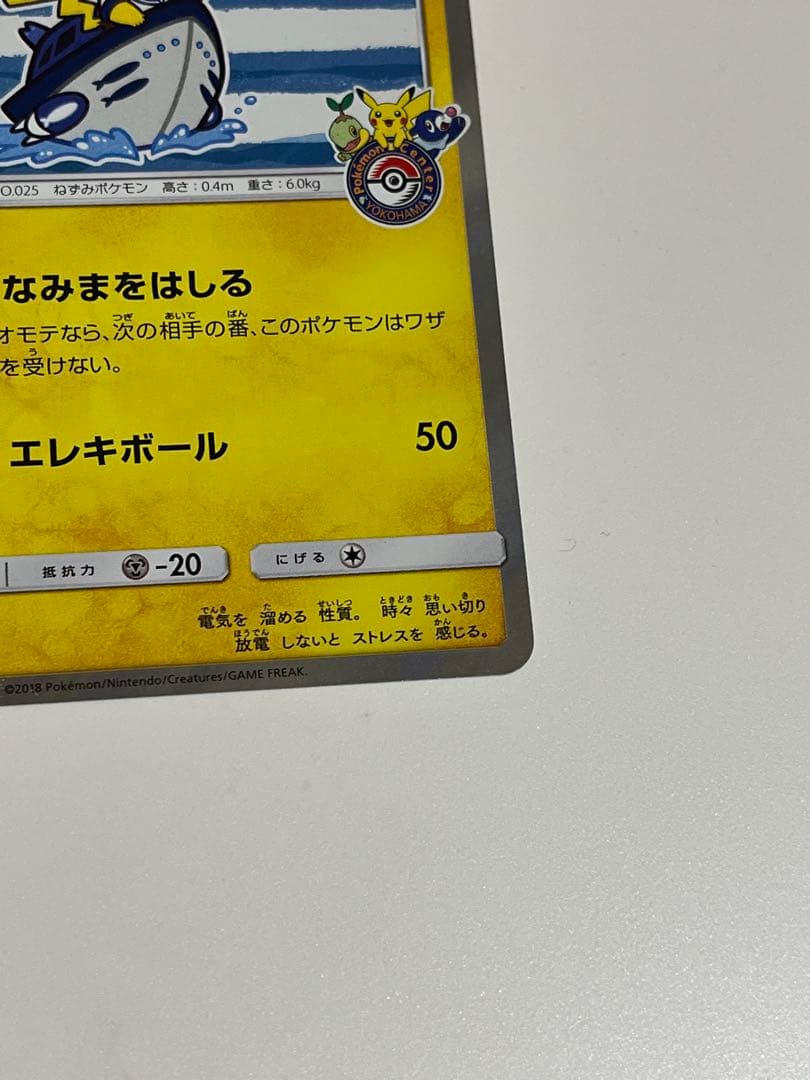 Pokémon Center
YOKOHAMA
O.025 ねずみポケモン 高さ：0.4m 重さ：6.0kg
なみまをはしる
オモテなら、次の相手の番、このポケモンはワザ
を受けない。
エレキボール 50
抵抗力 -20 にげる
電気を 溜める 性質。 時々 思い切り
放電 しないと ストレスを 感じる。
©2018 Pokémon/Nintendo/Creatures/GAME FREAK.